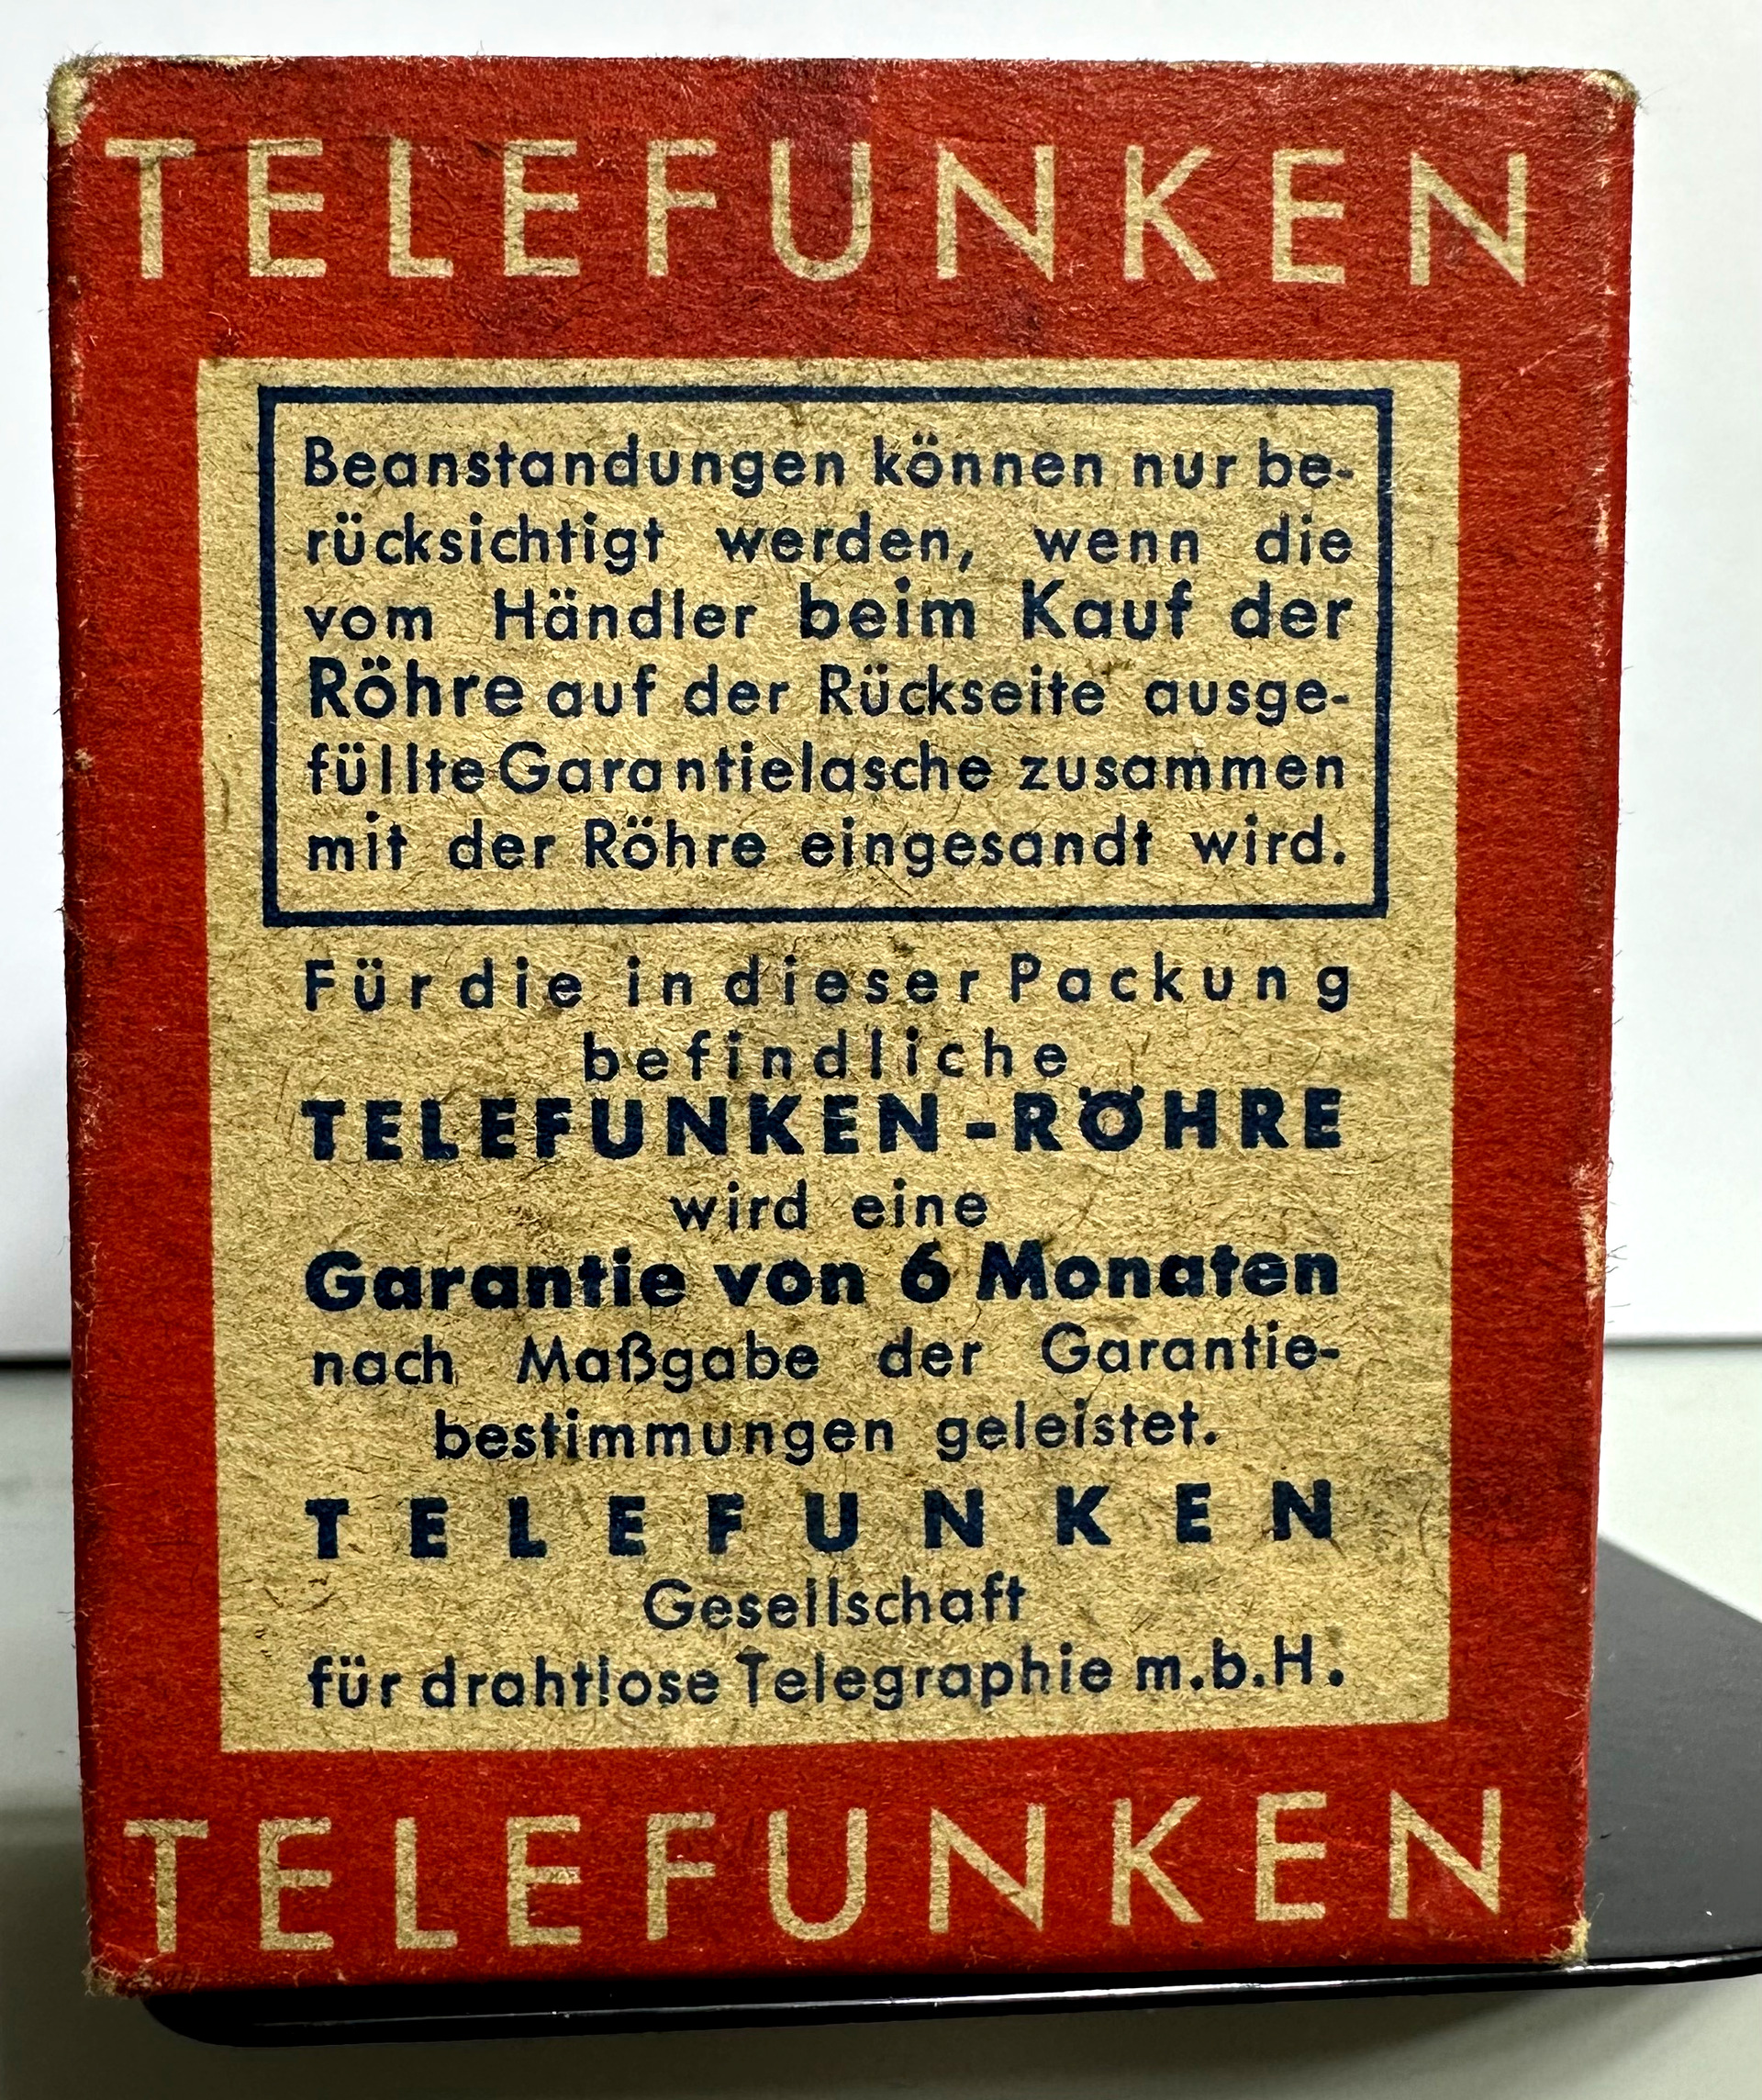 TELEFUNKEN
Beanstandungen können nur be-
rücksichtigt werden, wenn die
vom Händler beim Kauf der
Röhre auf der Rückseite ausge-
füllte Garantielasche zusammen
mit der Röhre eingesandt wird.
Für die in dieser Packung
befindliche
TELEFUNKEN-RÖHRE
wird eine
Garantie von 6 Monaten
nach Maßgabe der Garantie-
bestimmungen geleistet.
TELEFUNKEN
Gesellschaft
für drahtlose Telegraphie m.b.H.
TELEFUNKEN